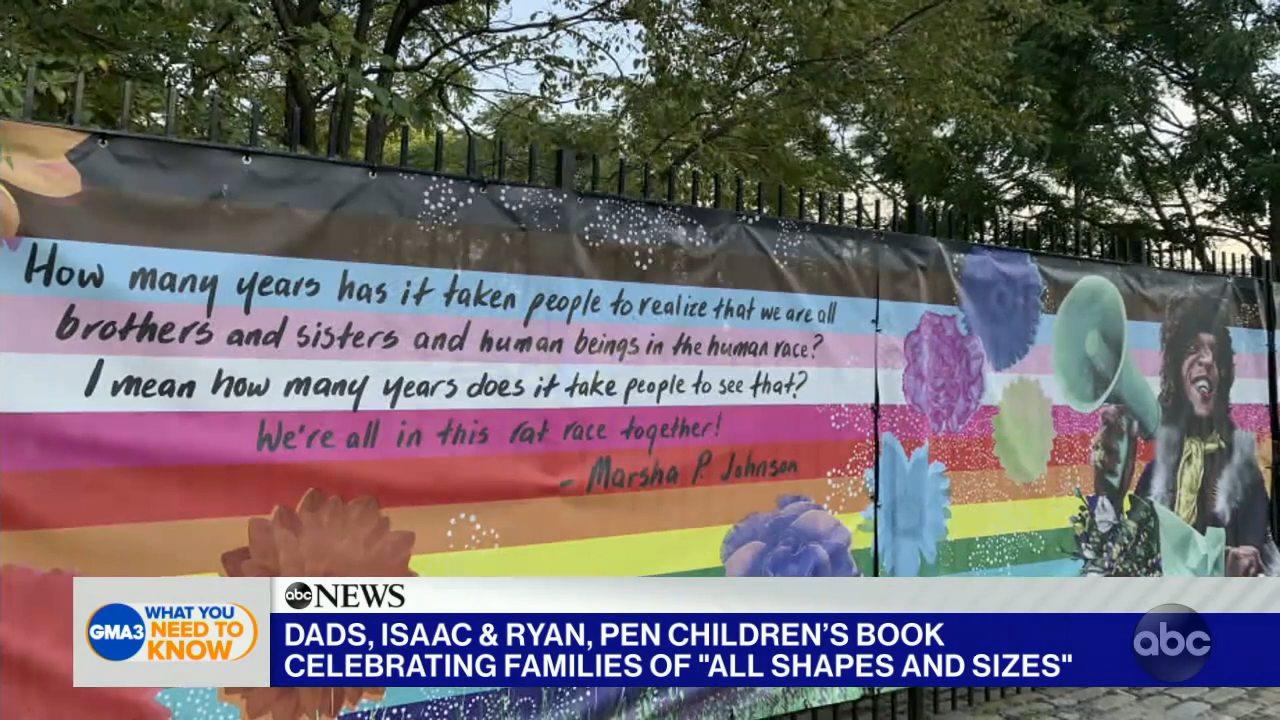 How many years has it taken people to realize that we are all
brothers and sisters and human beings in the human race?
I mean how many years does it take people to see that?
We're all in this rat race together!
- Marsha P. Johnson
GMA3
WHAT YOU
NEED TO
KNOW
abc NEWS
DADS, ISAAC & RYAN, PEN CHILDREN'S BOOK
CELEBRATING FAMILIES OF "ALL SHAPES AND SIZES"
abc